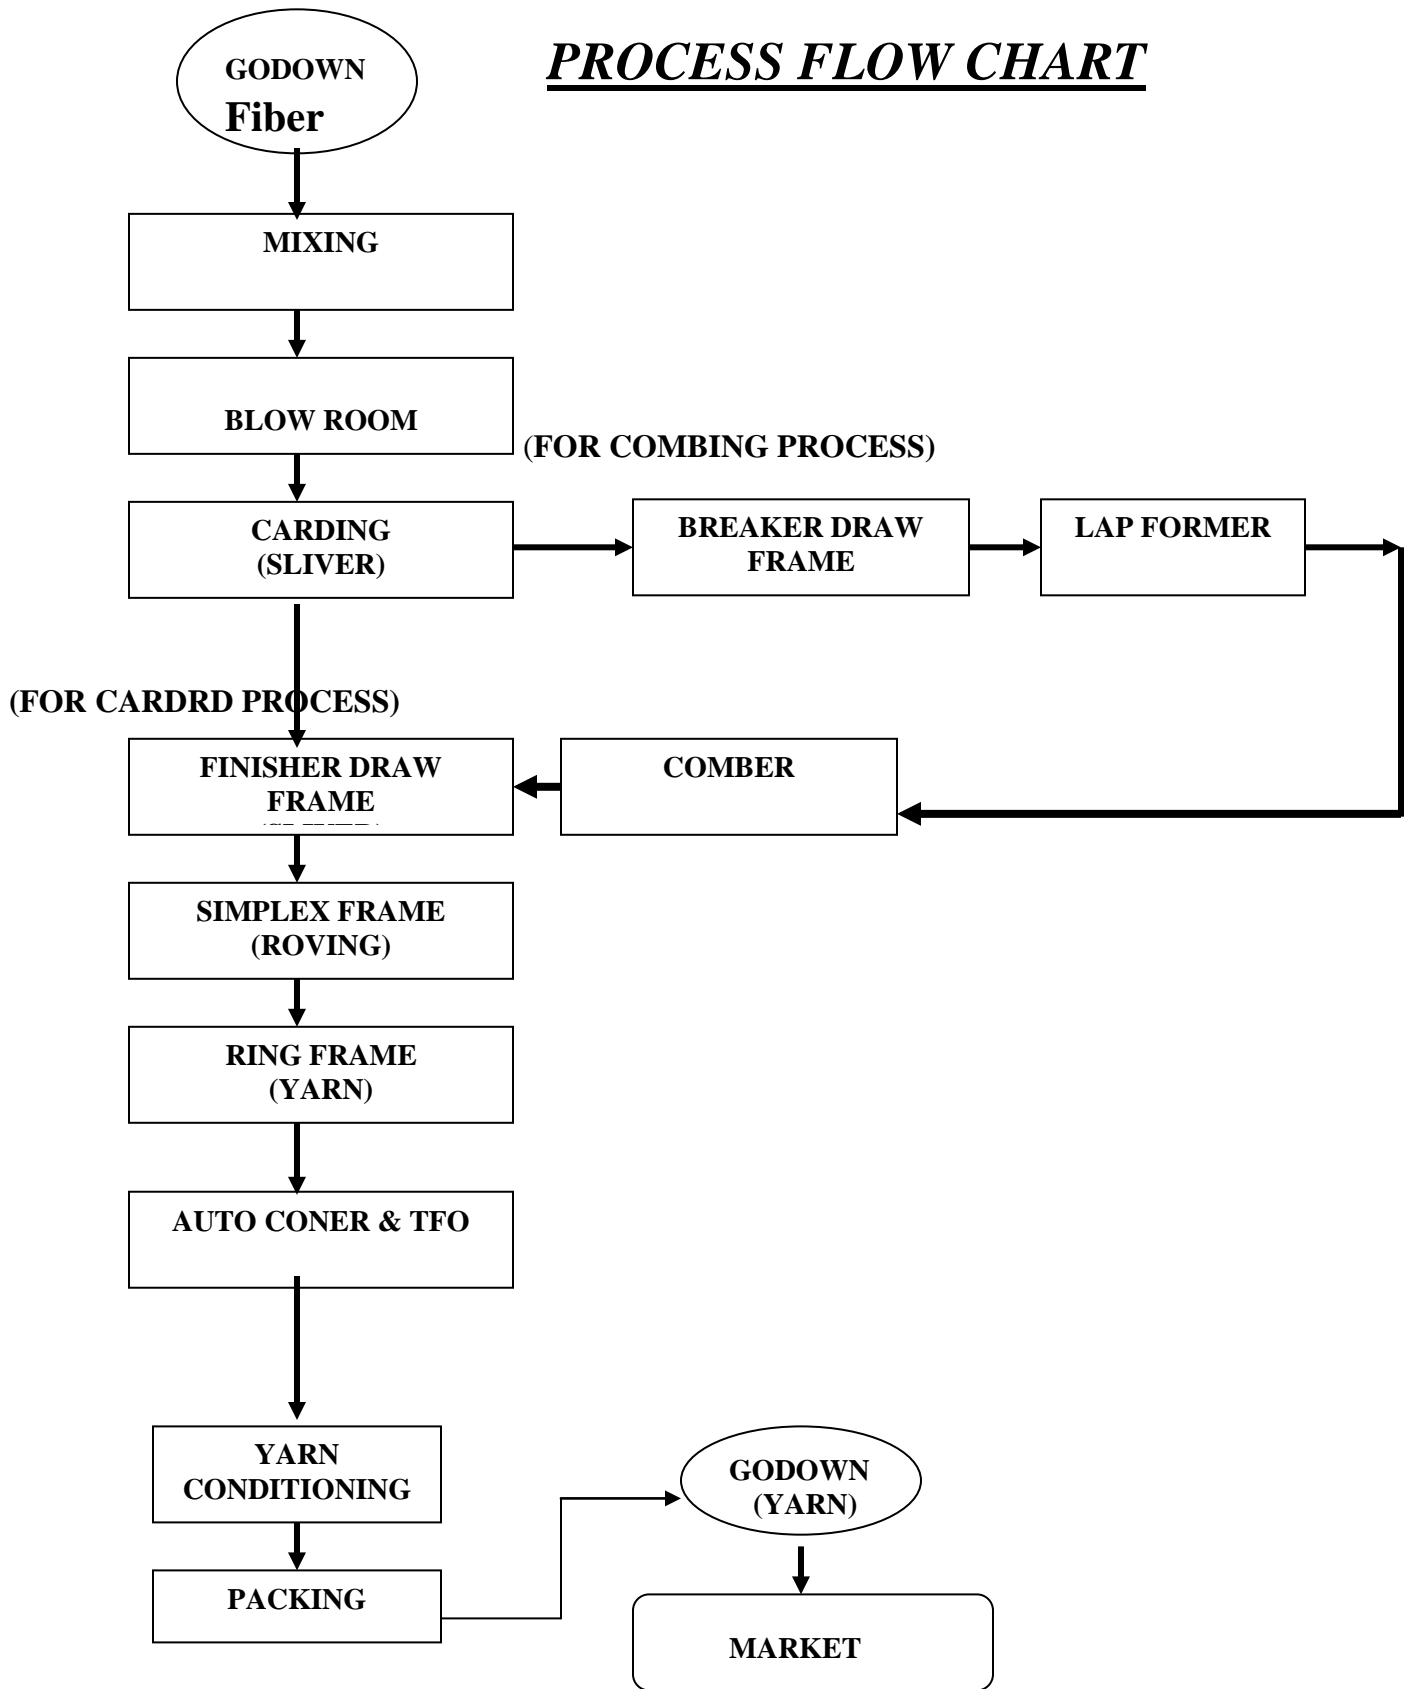 PROCESS FLOW CHART
GODOWN
Fiber
MIXING
BLOW ROOM
(FOR COMBING PROCESS)
CARDING
(SLIVER)
BREAKER DRAW
FRAME
LAP FORMER
(FOR CARDRD PROCESS)
FINISHER DRAW
FRAME
COMBER
SIMPLEX FRAME
(ROVING)
RING FRAME
(YARN)
AUTO CONER & TFO
YARN
CONDITIONING
GODOWN
(YARN)
PACKING
MARKET